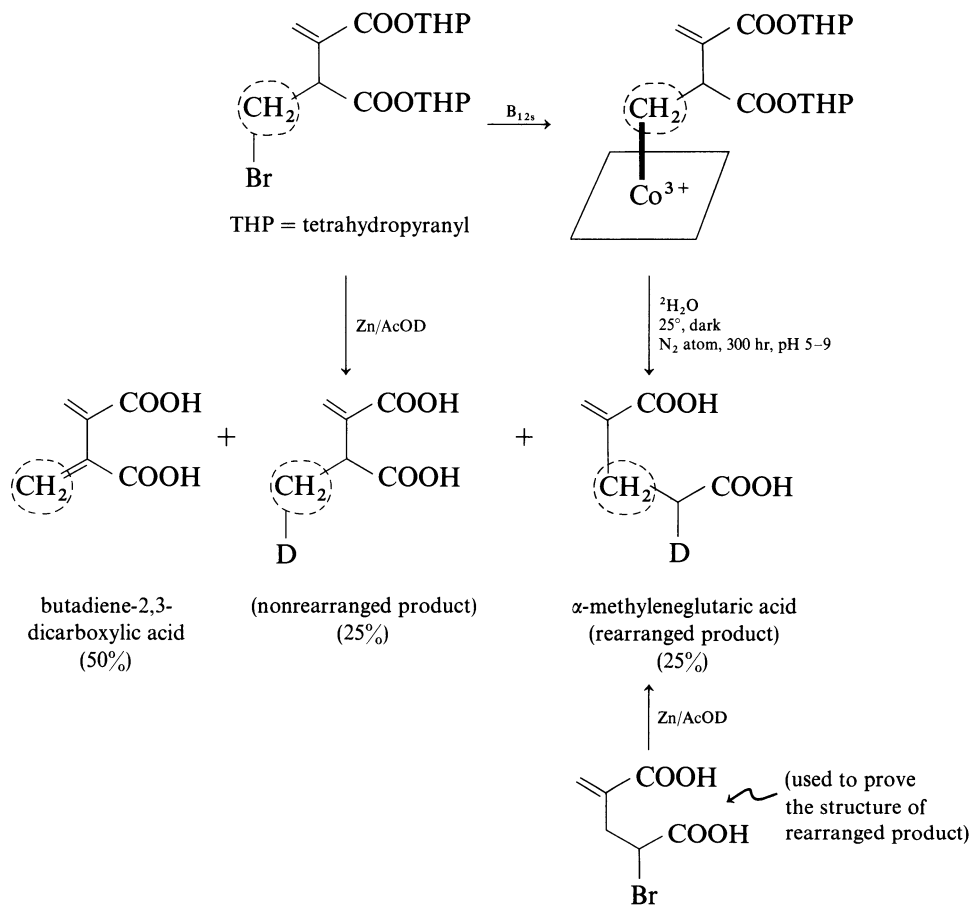 COOTHP
COOTHP
CH₂
Br
THP = tetrahydropyranyl
B₁₂ₛ
COOTHP
COOTHP
CH₂
Co³⁺
Zn/AcOD
²H₂O
25°, dark
N₂ atom, 300 hr, pH 5–9
COOH
COOH
CH₂
+
COOH
COOH
CH₂
D
+
COOH
CH₂
COOH
D
butadiene-2,3-
dicarboxylic acid
(50%)
(nonrearranged product)
(25%)
α-methyleneglutaric acid
(rearranged product)
(25%)
Zn/AcOD
COOH
COOH
Br
(used to prove
the structure of
rearranged product)